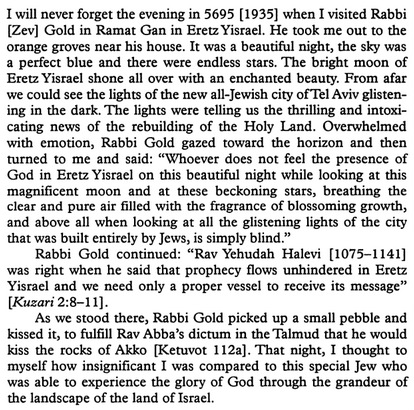 I will never forget the evening in 5695 [1935] when I visited Rabbi
[Zev] Gold in Ramat Gan in Eretz Yisrael. He took me out to the
orange groves near his house. It was a beautiful night, the sky was
a perfect blue and there were endless stars. The bright moon of
Eretz Yisrael shone all over with an enchanted beauty. From afar
we could see the lights of the new all-Jewish city of Tel Aviv glisten-
ing in the dark. The lights were telling us the thrilling and intoxi-
cating news of the rebuilding of the Holy Land. Overwhelmed
with emotion, Rabbi Gold gazed toward the horizon and then
turned to me and said: “Whoever does not feel the presence of
God in Eretz Yisrael on this beautiful night while looking at this
magnificent moon and at these beckoning stars, breathing the
clear and pure air filled with the fragrance of blossoming growth,
and above all when looking at all the glistening lights of the city
that was built entirely by Jews, is simply blind.”
Rabbi Gold continued: “Rav Yehudah Halevi [1075–1141]
was right when he said that prophecy flows unhindered in Eretz
Yisrael and we need only a proper vessel to receive its message”
[Kuzari 2:8–11].
As we stood there, Rabbi Gold picked up a small pebble and
kissed it, to fulfill Rav Abba’s dictum in the Talmud that he would
kiss the rocks of Akko [Ketuvot 112a]. That night, I thought to
myself how insignificant I was compared to this special Jew who
was able to experience the glory of God through the grandeur of
the landscape of the land of Israel.